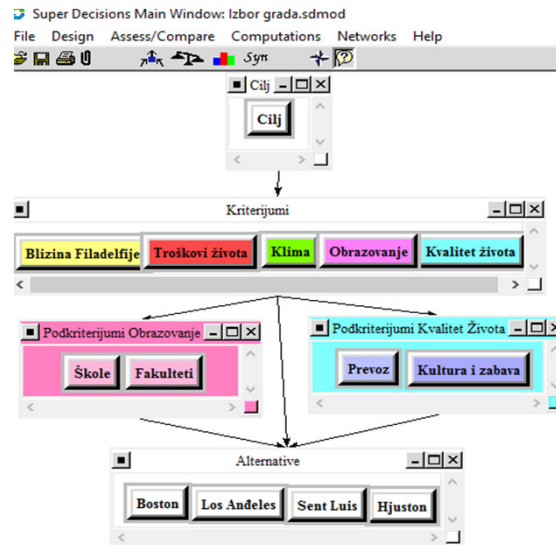 Super Decisions Main Window: Izbor grada.sdmod
File Design Assess/Compare Computations Networks Help
Syn
Cilj
Cilj
Kriterijumi
Blizina Filadelfije Troškovi života Klima Obrazovanje Kvalitet života
Podkriterijumi Obrazovanje Podkriterijumi Kvalitet Života
Škole Fakulteti Prevoz Kultura i zabava
Alternative
Boston Los Anđeles Sent Luis Hjuston